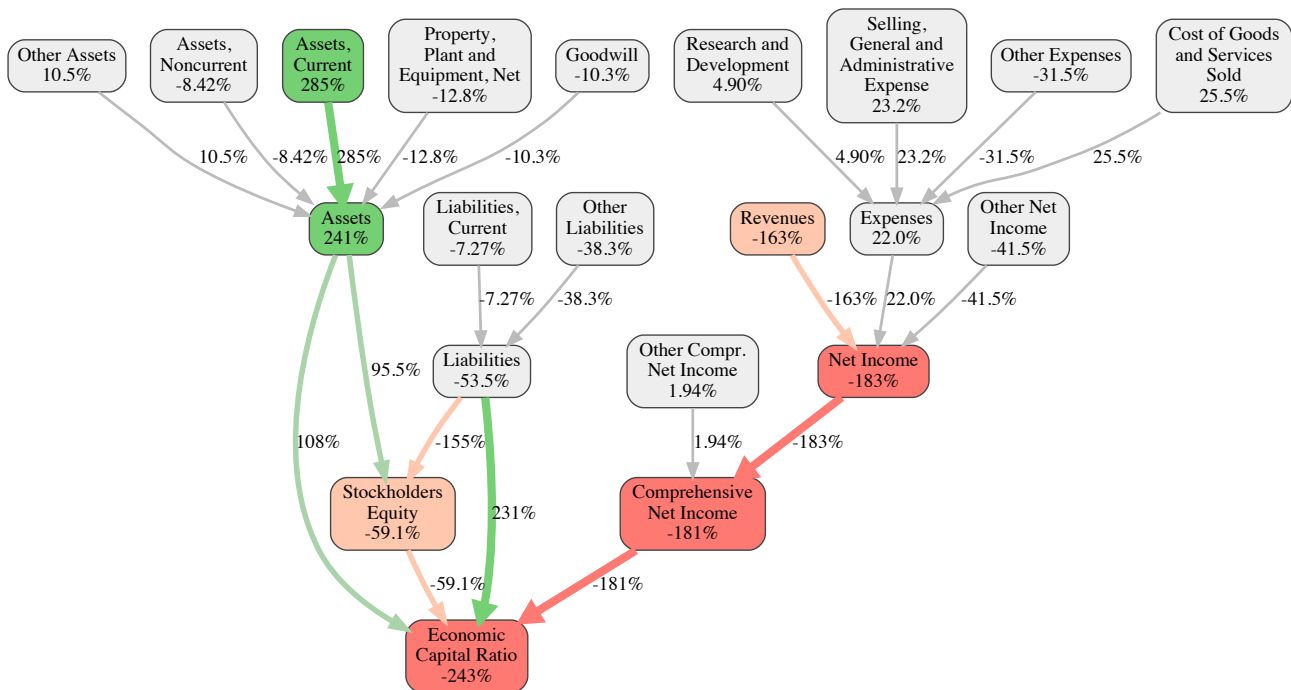 Other Assets
10.5%
Assets,
Noncurrent
-8.42%
Assets,
Current
285%
Property,
Plant and
Equipment, Net
-12.8%
Goodwill
-10.3%
Research and
Development
4.90%
Selling,
General and
Administrative
Expense
23.2%
Other Expenses
-31.5%
Cost of Goods
and Services
Sold
25.5%
10.5%
-8.42%
285%
-12.8%
-10.3%
4.90%
23.2%
-31.5%
25.5%
Assets
241%
Liabilities,
Current
-7.27%
Other
Liabilities
-38.3%
Revenues
-163%
Expenses
22.0%
Other Net
Income
-41.5%
-7.27%
-38.3%
-163%
22.0%
-41.5%
95.5%
Liabilities
-53.5%
Other Compr.
Net Income
1.94%
Net Income
-183%
108%
-155%
1.94%
-183%
Stockholders
Equity
-59.1%
231%
Comprehensive
Net Income
-181%
-59.1%
-181%
Economic
Capital Ratio
-243%